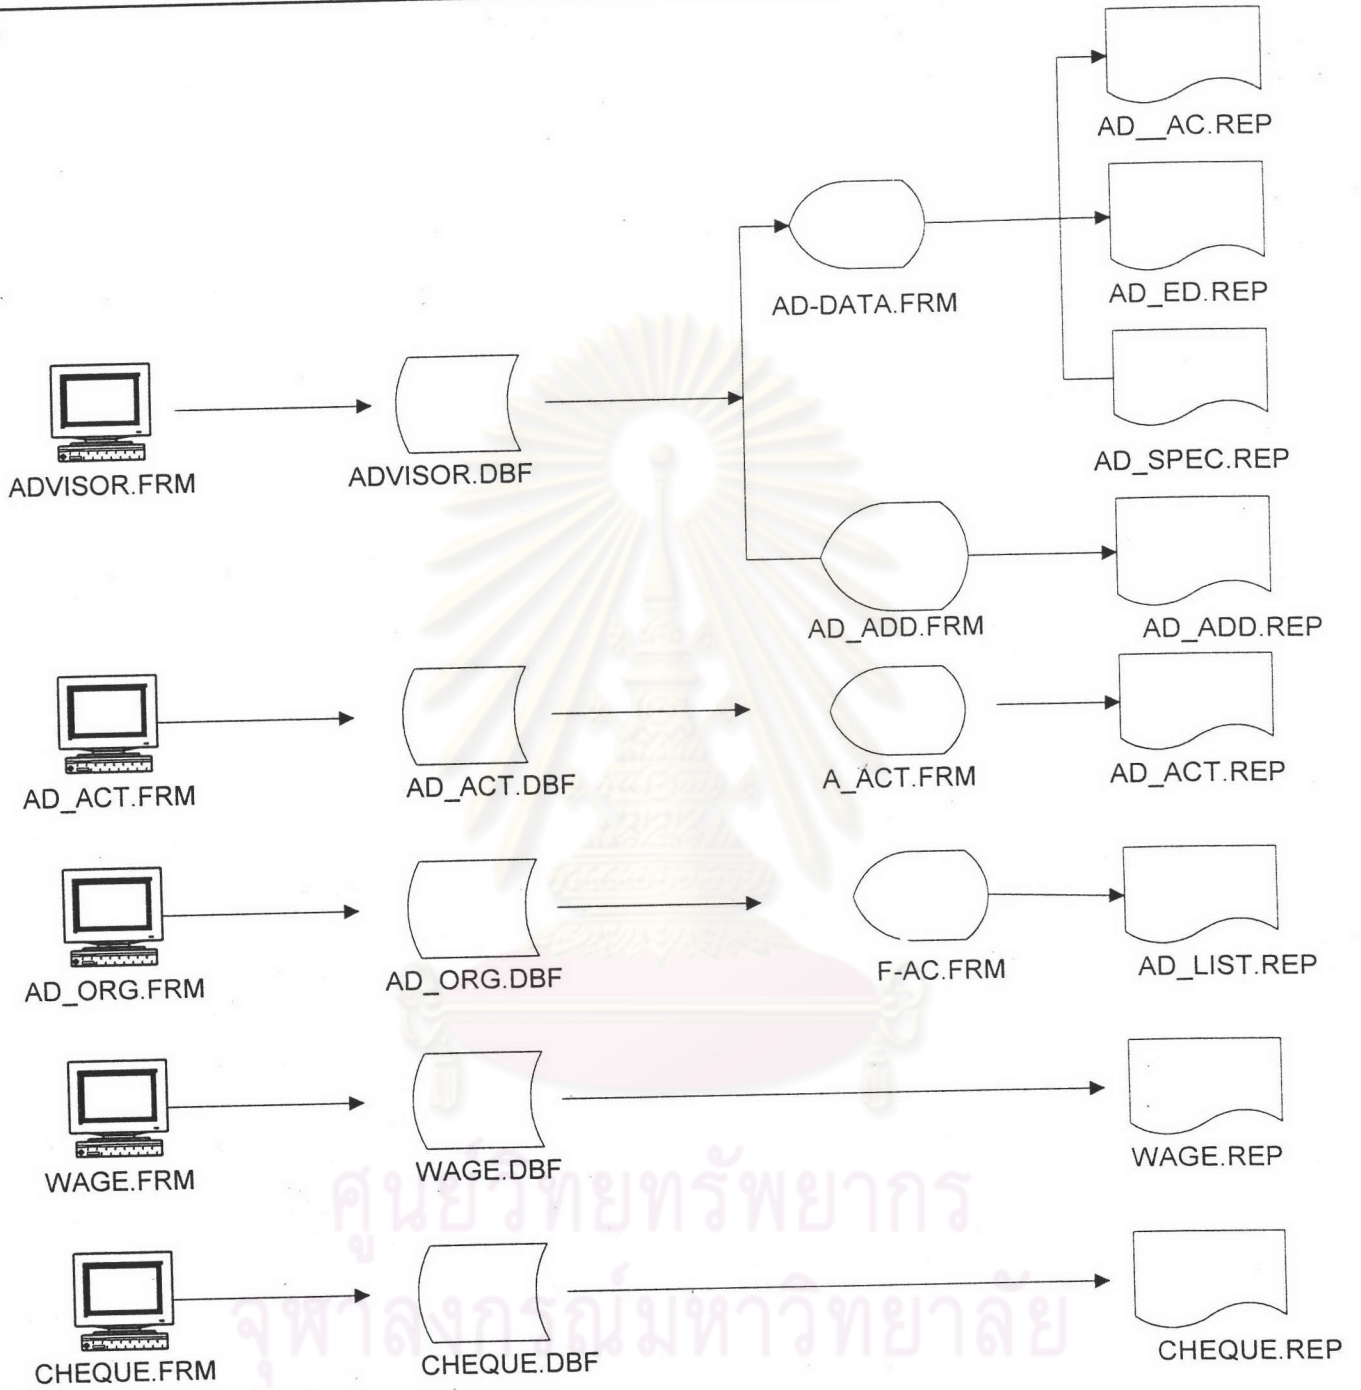 AD__AC.REP
AD-DATA.FRM
AD_ED.REP
ADVISOR.FRM
ADVISOR.DBF
AD_SPEC.REP
AD_ADD.FRM
AD_ADD.REP
AD_ACT.FRM
AD_ACT.DBF
A_ACT.FRM
AD_ACT.REP
AD_ORG.FRM
AD_ORG.DBF
F-AC.FRM
AD_LIST.REP
WAGE.FRM
WAGE.DBF
WAGE.REP
ศูนย์วิทยทรัพยากร
จุฬาลงกรณ์มหาวิทยาลัย
CHEQUE.FRM
CHEQUE.DBF
CHEQUE.REP